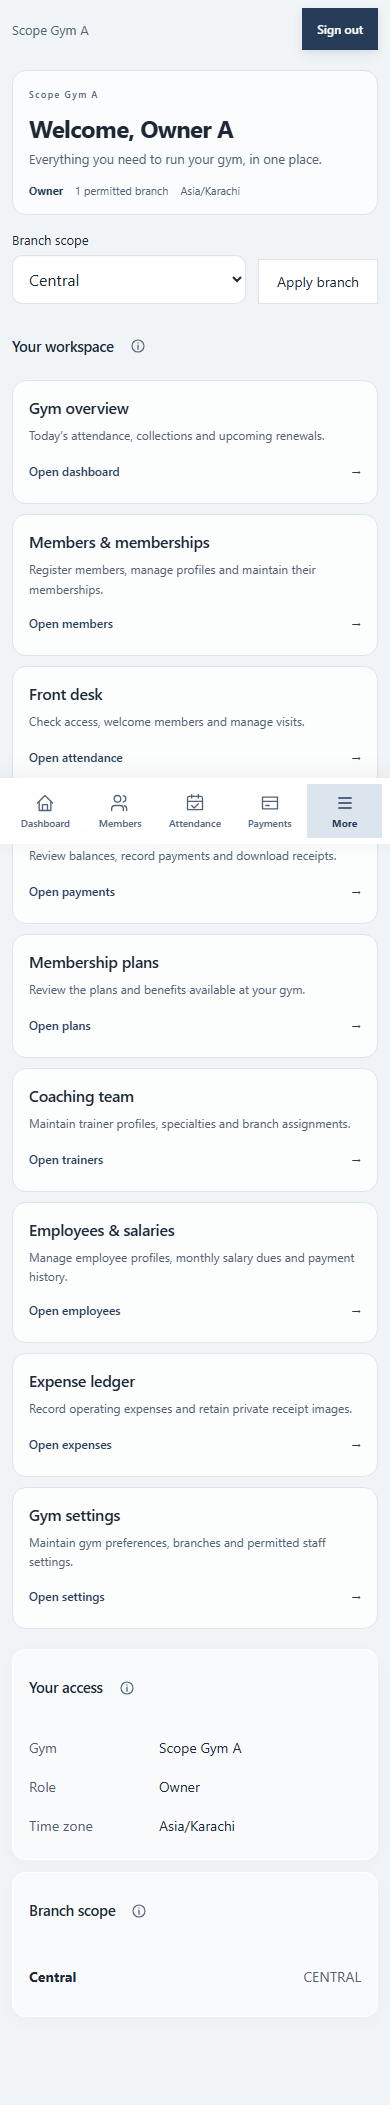 Scope Gym A
Sign out
Scope Gym A
Welcome, Owner A
Everything you need to run your gym, in one place.
Owner 1 permitted branch Asia/Karachi
Branch scope
Central
Apply branch
Your workspace
Gym overview
Today's attendance, collections and upcoming renewals.
Open dashboard →
Members & memberships
Register members, manage profiles and maintain their
memberships.
Open members →
Front desk
Check access, welcome members and manage visits.
Open attendance →
Dashboard Members Attendance Payments More
Review balances, record payments and download receipts.
Open payments →
Membership plans
Review the plans and benefits available at your gym.
Open plans →
Coaching team
Maintain trainer profiles, specialties and branch assignments.
Open trainers →
Employees & salaries
Manage employee profiles, monthly salary dues and payment
history.
Open employees →
Expense ledger
Record operating expenses and retain private receipt images.
Open expenses →
Gym settings
Maintain gym preferences, branches and permitted staff
settings.
Open settings →
Your access
Gym Scope Gym A
Role Owner
Time zone Asia/Karachi
Branch scope
Central CENTRAL